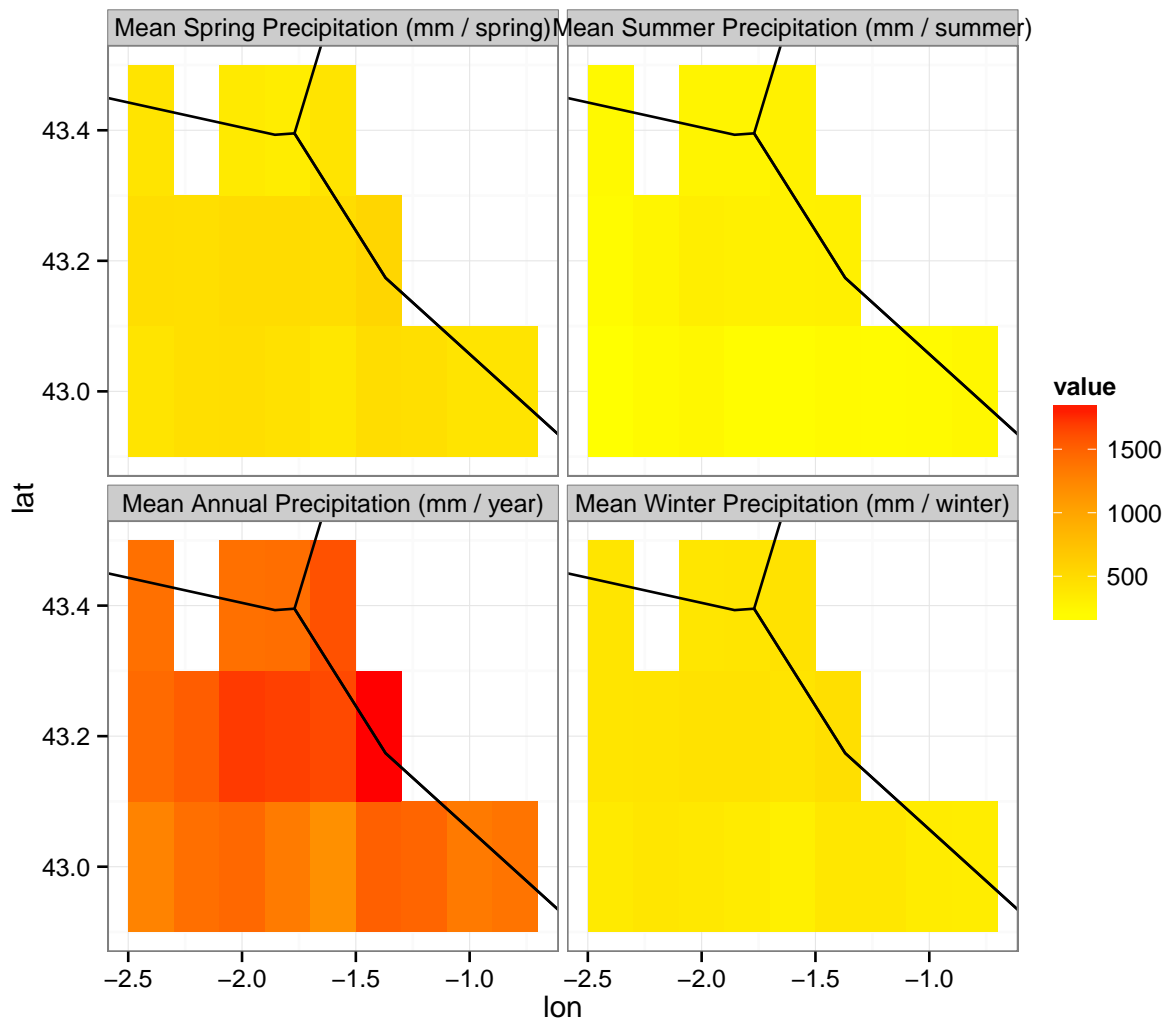 Mean Spring Precipitation (mm / spring)
Mean Summer Precipitation (mm / summer)
43.4
43.2
43.0
Mean Annual Precipitation (mm / year)
Mean Winter Precipitation (mm / winter)
43.4
43.2
43.0
−2.5 −2.0 −1.5 −1.0
−2.5 −2.0 −1.5 −1.0
lon
lat
value
1500
1000
500